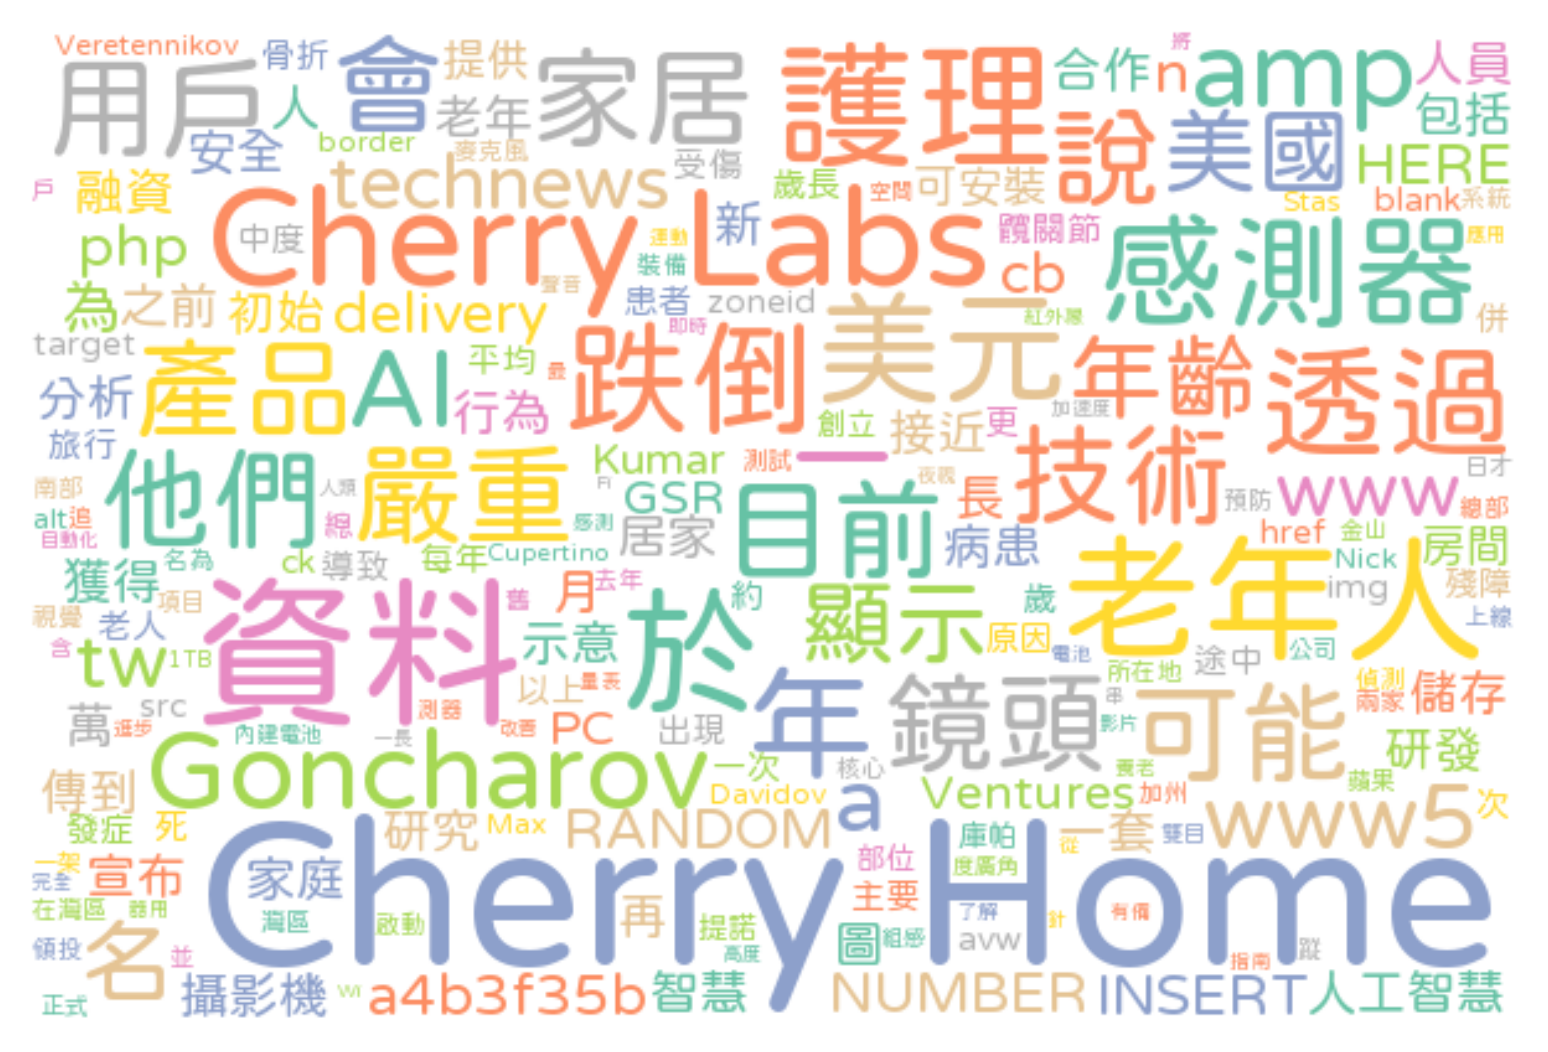 Veretennikov
骨折
會
提供
家居
護理
合作
n
將
amp
人員
用戶
人
老年
說
美國
包括
安全
border
麥克風
受傷
HERE
戶
融資
technews
歲長
空間
可安裝
Stas
blank
系統
php
Cherry Labs
中度
運動
新
髖關節
感測器
應用
裝備
cb
為
之前
初始
delivery
聲音
患者
zoneid
紅外線
併
target
即時
美元
產品
AI
平均
最
跌倒
年齡
透過
分析
行為
創立
接近
更
加速度
旅行
他們
嚴重
Kumar
測試
一
技術
日才
南部
人類
Fi
GSR
目前
夜視
長
預防
www
總部
alt
追
總
感測
居家
病患
href
金山
房間
自動化
ck
導致
每年
Cupertino
Nick
獲得
名為
資料
舊
月
去年
於
約
顯示
歲
老年人
img
殘障
視覺
項目
老人
示意
原因
上線
含
tw
1TB
電池
所在地
途中
公司
以上
量表
年
鏡頭
串
可能
偵測
兩家
儲存
萬
src
進步
測器
改善
PC
出現
影片
內建電池
一長
Goncharov
一次
核心
養老
研發
傳到
Davidov
a
Ventures
加州
蘋果
發症
死
研究
Max
RANDOM
庫帕
從
一套
雙目
www5
次
一架
宣布
Cherry Home
家庭
部位
度廣角
完全
主要
在灣區
器用
灣區
啟動
再
提諾
了解
針
有價
名
領投
並
高度
圖
組感
avw
指南
蹤
正式
攝影機
Wi
a4b3f35b
智慧
NUMBER
INSERT
人工智慧